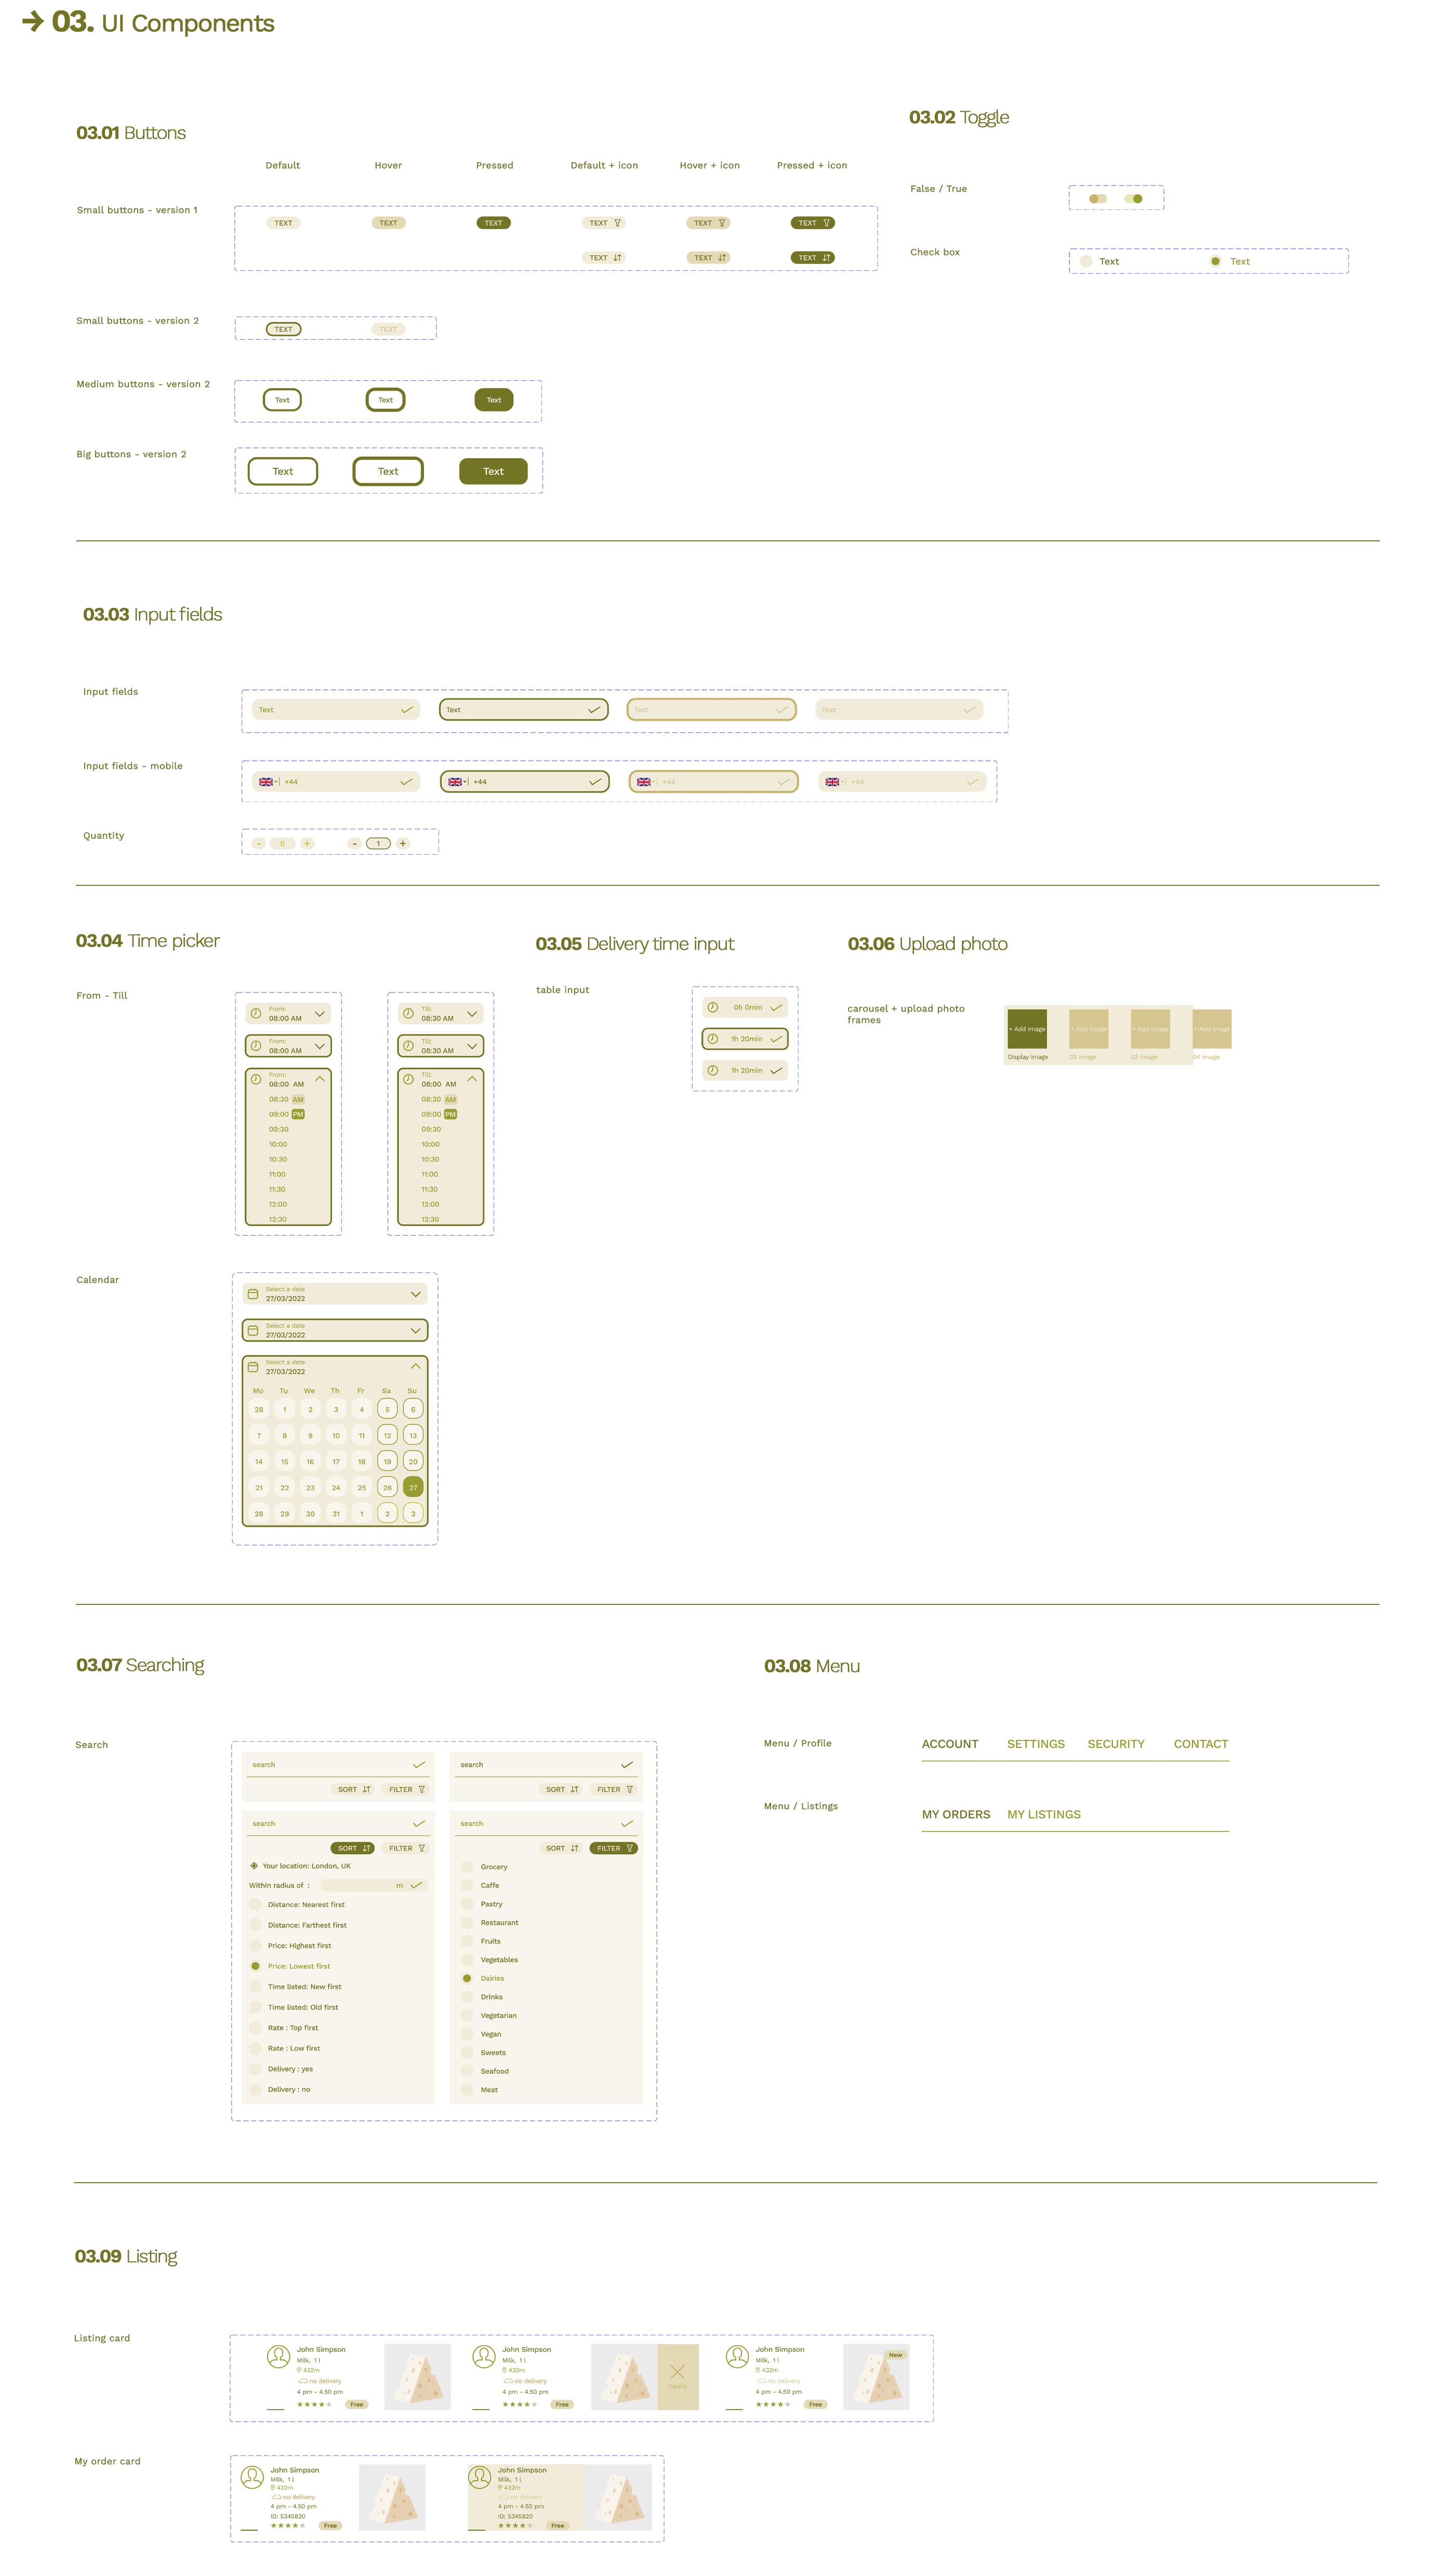 → 03. UI Components
03.01 Buttons
Default Hover Pressed Default + icon Hover + icon Pressed + icon
Small buttons - version 1
TEXT TEXT TEXT TEXT TEXT TEXT
TEXT TEXT TEXT
Small buttons - version 2
TEXT TEXT
Medium buttons - version 2
Text Text Text
Big buttons - version 2
Text Text Text
03.02 Toggle
False / True
Check box
Text Text
03.03 Input fields
Input fields
Text Text Text Text
Input fields - mobile
+44 +44 +44 +44
Quantity
- 0 + - 1 +
03.04 Time picker
From - Till
From:
08:00 AM
From:
08:00 AM
From:
08:00 AM
08:30 AM
09:00 PM
09:30
10:00
10:30
11:00
11:30
12:00
12:30
Till:
08:30 AM
Till:
08:30 AM
Till:
08:00 AM
08:30 AM
09:00 PM
09:30
10:00
10:30
11:00
11:30
12:00
12:30
Calendar
Select a date
27/03/2022
Select a date
27/03/2022
Select a date
27/03/2022
Mo Tu We Th Fr Sa Su
28 1 2 3 4 5 6
7 8 9 10 11 12 13
14 15 16 17 18 19 20
21 22 23 24 25 26 27
28 29 30 31 1 2 3
03.05 Delivery time input
table input
0h 0min
1h 20min
1h 20min
03.06 Upload photo
carousel + upload photo
frames
+ Add image + Add image + Add image + Add image
Display image 02 image 03 image 04 image
03.07 Searching
Search
search
SORT FILTER
search
SORT FILTER
search
SORT FILTER
Your location: London, UK
Within radius of : m
Distance: Nearest first
Distance: Farthest first
Price: Highest first
Price: Lowest first
Time listed: New first
Time listed: Old first
Rate : Top first
Rate : Low first
Delivery : yes
Delivery : no
search
SORT FILTER
Grocery
Caffe
Pastry
Restaurant
Fruits
Vegetables
Dairies
Drinks
Vegetarian
Vegan
Sweets
Seafood
Meat
03.08 Menu
Menu / Profile
ACCOUNT SETTINGS SECURITY CONTACT
Menu / Listings
MY ORDERS MY LISTINGS
03.09 Listing
Listing card
John Simpson
Milk, 1 l
432m
no delivery
4 pm - 4.50 pm
Free
John Simpson
Milk, 1 l
432m
no delivery
4 pm - 4.50 pm
Free
Delete
John Simpson
Milk, 1 l
432m
no delivery
4 pm - 4.50 pm
Free
New
My order card
John Simpson
Milk, 1 l
432m
no delivery
4 pm - 4.50 pm
ID: 5345820
Free
John Simpson
Milk, 1 l
432m
no delivery
4 pm - 4.50 pm
ID: 5345820
Free